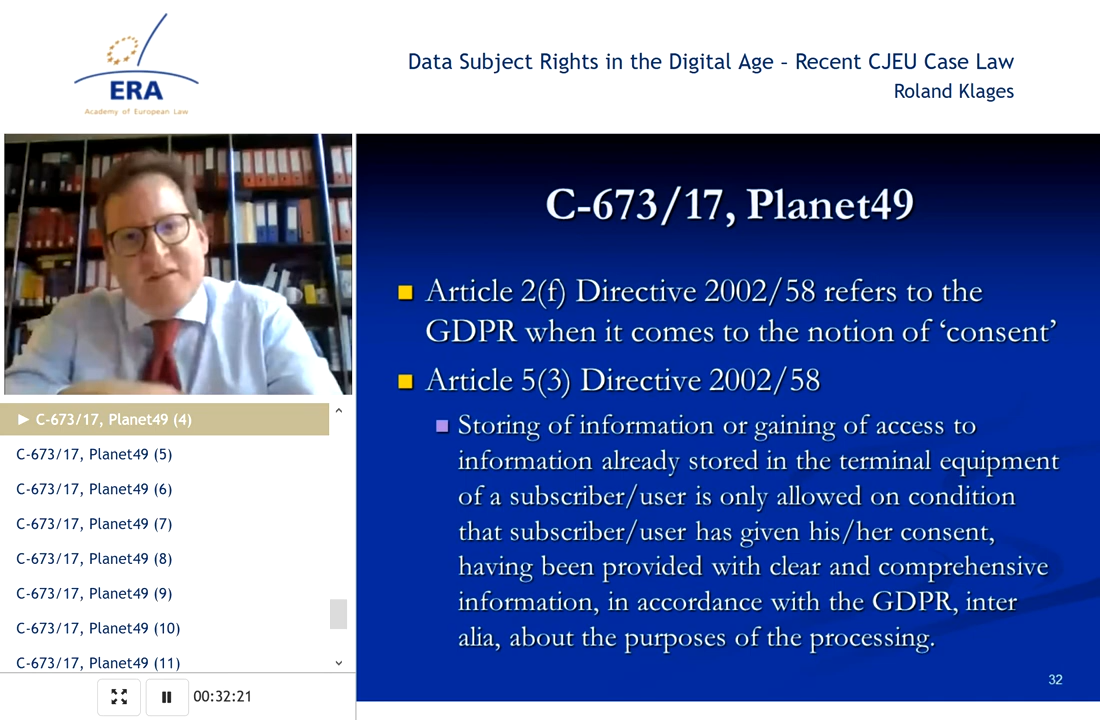 ERA
Academy of European Law
Data Subject Rights in the Digital Age - Recent CJEU Case Law
Roland Klages
C-673/17, Planet49 (4)
C-673/17, Planet49 (5)
C-673/17, Planet49 (6)
C-673/17, Planet49 (7)
C-673/17, Planet49 (8)
C-673/17, Planet49 (9)
C-673/17, Planet49 (10)
C-673/17, Planet49 (11)
00:32:21
C-673/17, Planet49
Article 2(f) Directive 2002/58 refers to the
GDPR when it comes to the notion of ‘consent’
Article 5(3) Directive 2002/58
Storing of information or gaining of access to
information already stored in the terminal equipment
of a subscriber/user is only allowed on condition
that subscriber/user has given his/her consent,
having been provided with clear and comprehensive
information, in accordance with the GDPR, inter
alia, about the purposes of the processing.
32